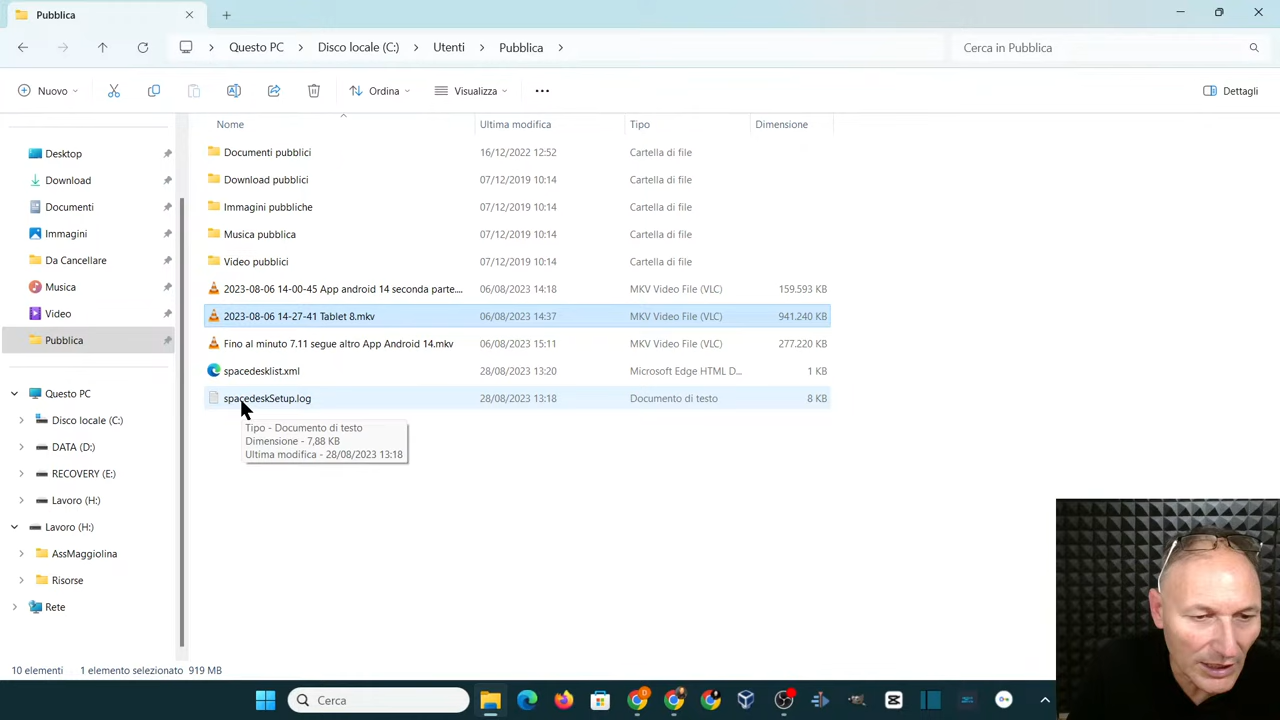 Pubblica
Questo PC
Disco locale (C:)
Utenti
Pubblica
Cerca in Pubblica
Nuovo
Ordina
Visualizza
Dettagli
Nome
Ultima modifica
Tipo
Dimensione
Documenti pubblici
16/12/2022 12:52
Cartella di file
Download pubblici
07/12/2019 10:14
Cartella di file
Immagini pubbliche
07/12/2019 10:14
Cartella di file
Musica pubblica
07/12/2019 10:14
Cartella di file
Video pubblici
07/12/2019 10:14
Cartella di file
2023-08-06 14-00-45 App android 14 seconda parte....
06/08/2023 14:18
MKV Video File (VLC)
159.593 KB
2023-08-06 14-27-41 Tablet 8.mkv
06/08/2023 14:37
MKV Video File (VLC)
941.240 KB
Fino al minuto 7.11 segue altro App Android 14.mkv
06/08/2023 15:11
MKV Video File (VLC)
277.220 KB
spacedesklist.xml
28/08/2023 13:20
Microsoft Edge HTML D...
1 KB
spacedeskSetup.log
28/08/2023 13:18
Documento di testo
8 KB
Tipo - Documento di testo
Dimensione - 7,88 KB
Ultima modifica - 28/08/2023 13:18
Desktop
Download
Documenti
Immagini
Da Cancellare
Musica
Video
Pubblica
Questo PC
Disco locale (C:)
DATA (D:)
RECOVERY (E:)
Lavoro (H:)
Lavoro (H:)
AssMaggiolina
Risorse
Rete
10 elementi
1 elemento selezionato
919 MB
Cerca